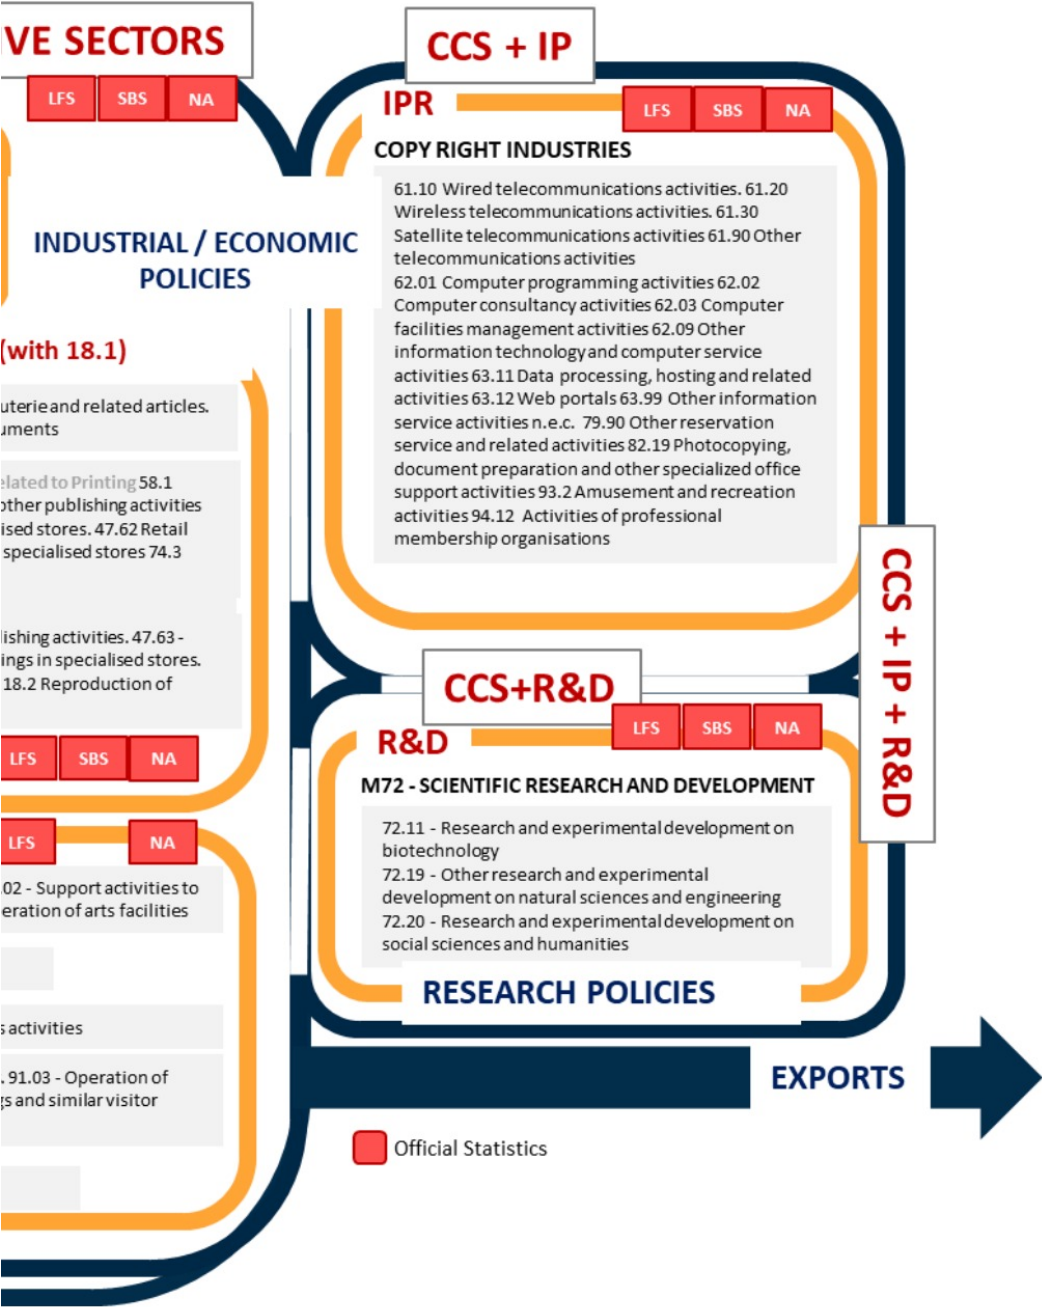 VE SECTORS
LFS SBS NA
INDUSTRIAL / ECONOMIC
POLICIES
(with 18.1)
uterie and related articles.
uments
elated to Printing 58.1
other publishing activities
ised stores. 47.62 Retail
specialised stores 74.3
lishing activities. 47.63 -
ings in specialised stores.
18.2 Reproduction of
LFS SBS NA
LFS NA
.02 - Support activities to
eration of arts facilities
s activities
. 91.03 - Operation of
gs and similar visitor
CCS + IP
IPR
LFS SBS NA
COPY RIGHT INDUSTRIES
61.10 Wired telecommunications activities. 61.20
Wireless telecommunications activities. 61.30
Satellite telecommunications activities 61.90 Other
telecommunications activities
62.01 Computer programming activities 62.02
Computer consultancy activities 62.03 Computer
facilities management activities 62.09 Other
information technology and computer service
activities 63.11 Data processing, hosting and related
activities 63.12 Web portals 63.99 Other information
service activities n.e.c. 79.90 Other reservation
service and related activities 82.19 Photocopying,
document preparation and other specialized office
support activities 93.2 Amusement and recreation
activities 94.12 Activities of professional
membership organisations
CCS + IP + R&D
CCS+R&D
R&D
LFS SBS NA
M72 - SCIENTIFIC RESEARCH AND DEVELOPMENT
72.11 - Research and experimental development on
biotechnology
72.19 - Other research and experimental
development on natural sciences and engineering
72.20 - Research and experimental development on
social sciences and humanities
RESEARCH POLICIES
EXPORTS
Official Statistics